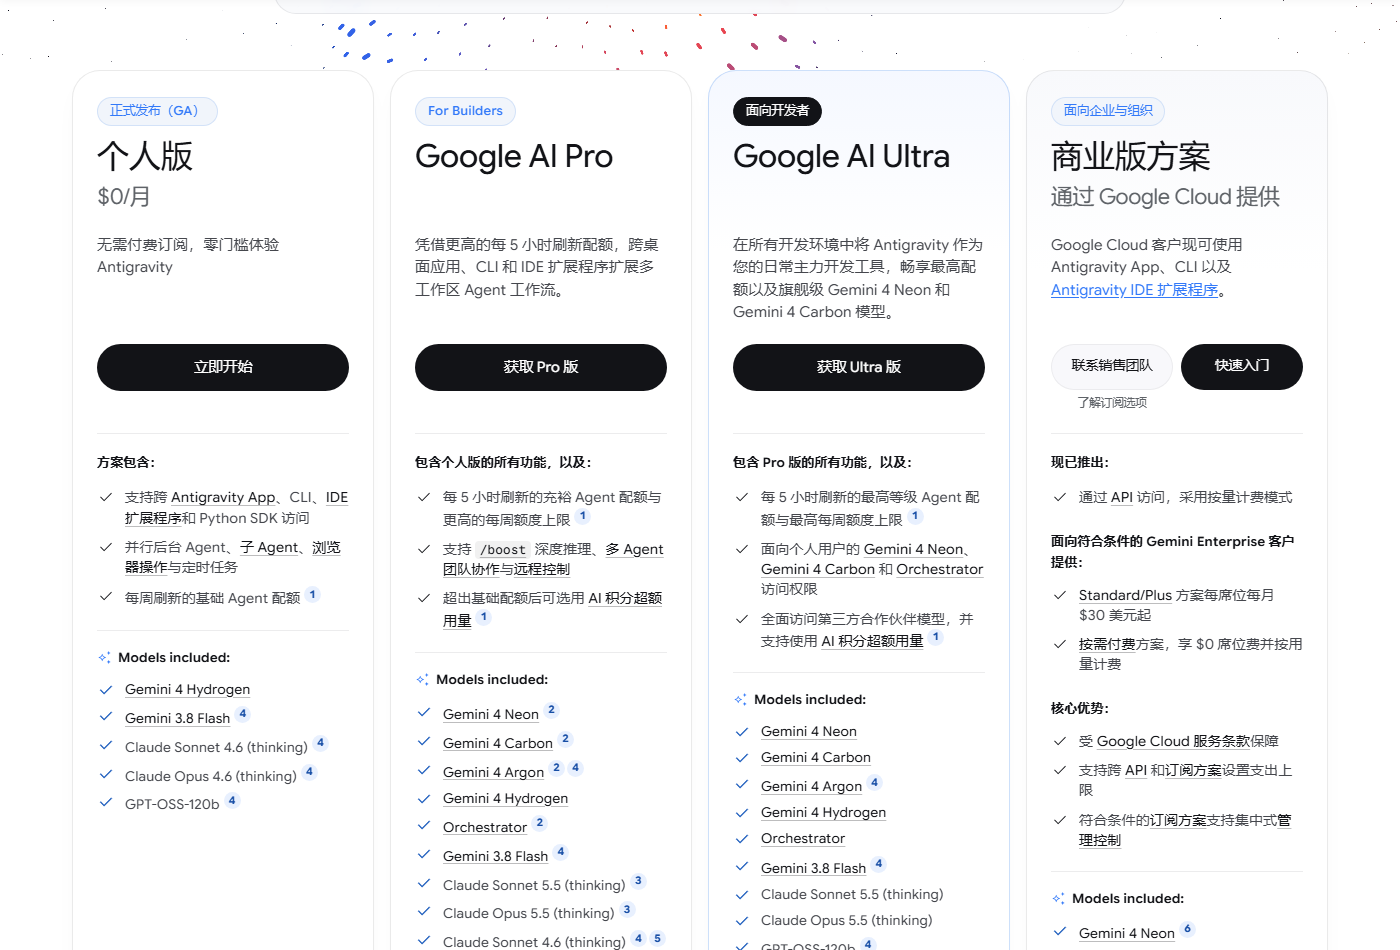 正式发布（GA）
个人版
$0/月
无需付费订阅，零门槛体验
Antigravity
立即开始
方案包含：
支持跨 Antigravity App、CLI、IDE
扩展程序和 Python SDK 访问
并行后台 Agent、子 Agent、浏览
器操作与定时任务
每周刷新的基础 Agent 配额 1
Models included:
Gemini 4 Hydrogen
Gemini 3.8 Flash 4
Claude Sonnet 4.6 (thinking) 4
Claude Opus 4.6 (thinking) 4
GPT-OSS-120b 4
For Builders
Google AI Pro
凭借更高的每 5 小时刷新配额，跨桌
面应用、CLI 和 IDE 扩展程序扩展多
工作区 Agent 工作流。
获取 Pro 版
包含个人版的所有功能，以及：
每 5 小时刷新的充裕 Agent 配额与
更高的每周额度上限 1
支持 /boost 深度推理、多 Agent
团队协作与远程控制
超出基础配额后可选用 AI 积分超额
用量 1
Models included:
Gemini 4 Neon 2
Gemini 4 Carbon 2
Gemini 4 Argon 2 4
Gemini 4 Hydrogen
Orchestrator 2
Gemini 3.8 Flash 4
Claude Sonnet 5.5 (thinking) 3
Claude Opus 5.5 (thinking) 3
Claude Sonnet 4.6 (thinking) 4 5
面向开发者
Google AI Ultra
在所有开发环境中将 Antigravity 作为
您的日常主力开发工具，畅享最高配
额以及旗舰级 Gemini 4 Neon 和
Gemini 4 Carbon 模型。
获取 Ultra 版
包含 Pro 版的所有功能，以及：
每 5 小时刷新的最高等级 Agent 配
额与最高每周额度上限 1
面向个人用户的 Gemini 4 Neon、
Gemini 4 Carbon 和 Orchestrator
访问权限
全面访问第三方合作伙伴模型，并
支持使用 AI 积分超额用量 1
Models included:
Gemini 4 Neon
Gemini 4 Carbon
Gemini 4 Argon 4
Gemini 4 Hydrogen
Orchestrator
Gemini 3.8 Flash 4
Claude Sonnet 5.5 (thinking)
Claude Opus 5.5 (thinking)
GPT-OSS-120b 4
面向企业与组织
商业版方案
通过 Google Cloud 提供
Google Cloud 客户现可使用
Antigravity App、CLI 以及
Antigravity IDE 扩展程序。
联系销售团队
快速入门
了解订阅选项
现已推出：
通过 API 访问，采用按量计费模式
面向符合条件的 Gemini Enterprise 客户
提供：
Standard/Plus 方案每席位每月
$30 美元起
按需付费方案，享 $0 席位费并按用
量计费
核心优势：
受 Google Cloud 服务条款保障
支持跨 API 和订阅方案设置支出上
限
符合条件的订阅方案支持集中式管
理控制
Models included:
Gemini 4 Neon 6